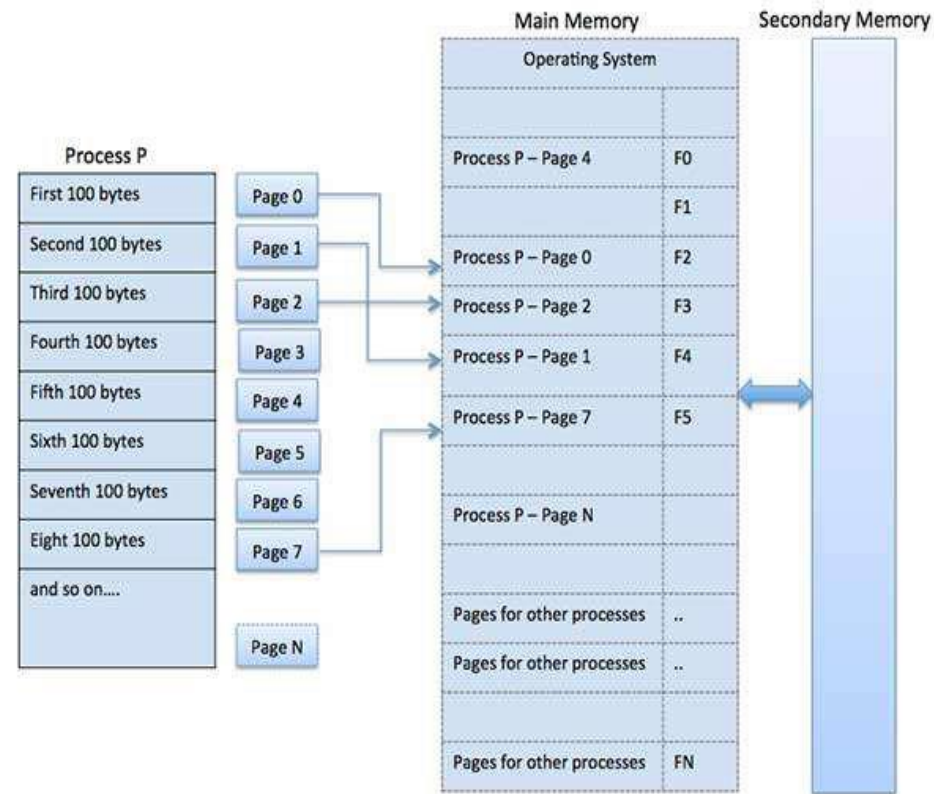 Main Memory
Secondary Memory
Operating System
Process P
First 100 bytes
Second 100 bytes
Third 100 bytes
Fourth 100 bytes
Fifth 100 bytes
Sixth 100 bytes
Seventh 100 bytes
Eight 100 bytes
and so on....
Page 0
Page 1
Page 2
Page 3
Page 4
Page 5
Page 6
Page 7
Page N
Process P – Page 4 F0
F1
Process P – Page 0 F2
Process P – Page 2 F3
Process P – Page 1 F4
Process P – Page 7 F5
Process P – Page N
Pages for other processes ..
Pages for other processes ..
Pages for other processes FN